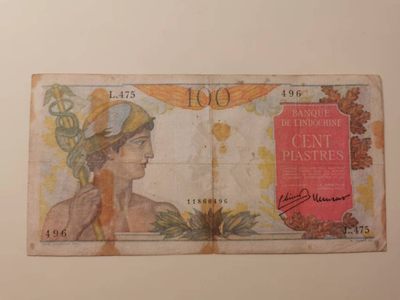 L.475
100
496
BANQUE
DE L'INDOCHINE
CENT
PIASTRES
11866496
496
L.475